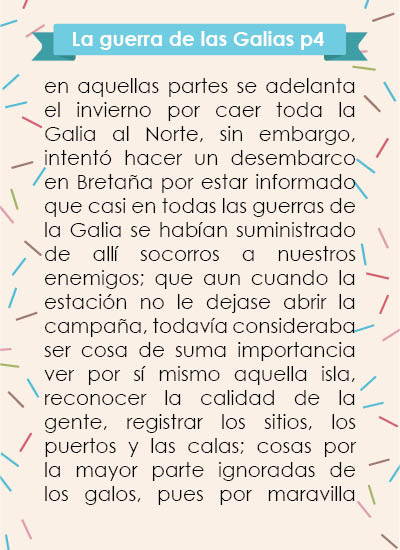 La guerra de las Galias p4
en aquellas partes se adelanta
el invierno por caer toda la
Galia al Norte, sin embargo,
intentó hacer un desembarco
en Bretaña por estar informado
que casi en todas las guerras de
la Galia se habían suministrado
de allí socorros a nuestros
enemigos; que aun cuando la
estación no le dejase abrir la
campaña, todavía consideraba
ser cosa de suma importancia
ver por sí mismo aquella isla,
reconocer la calidad de la
gente, registrar los sitios, los
puertos y las calas; cosas por
la mayor parte ignoradas de
los galos, pues por maravilla